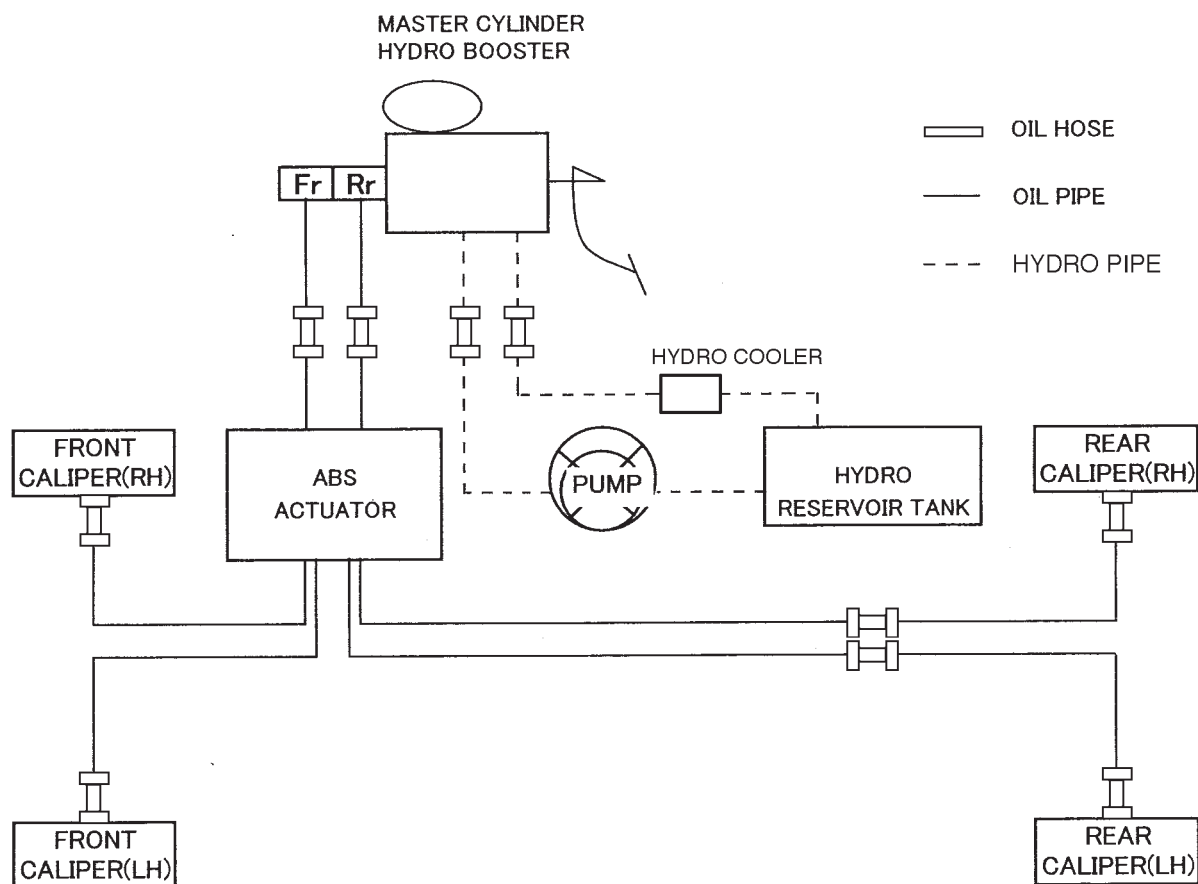 MASTER CYLINDER
HYDRO BOOSTER
OIL HOSE
Fr Rr
OIL PIPE
HYDRO PIPE
HYDRO COOLER
FRONT
CALIPER(RH)
ABS
ACTUATOR
PUMP
HYDRO
RESERVOIR TANK
REAR
CALIPER(RH)
FRONT
CALIPER(LH)
REAR
CALIPER(LH)